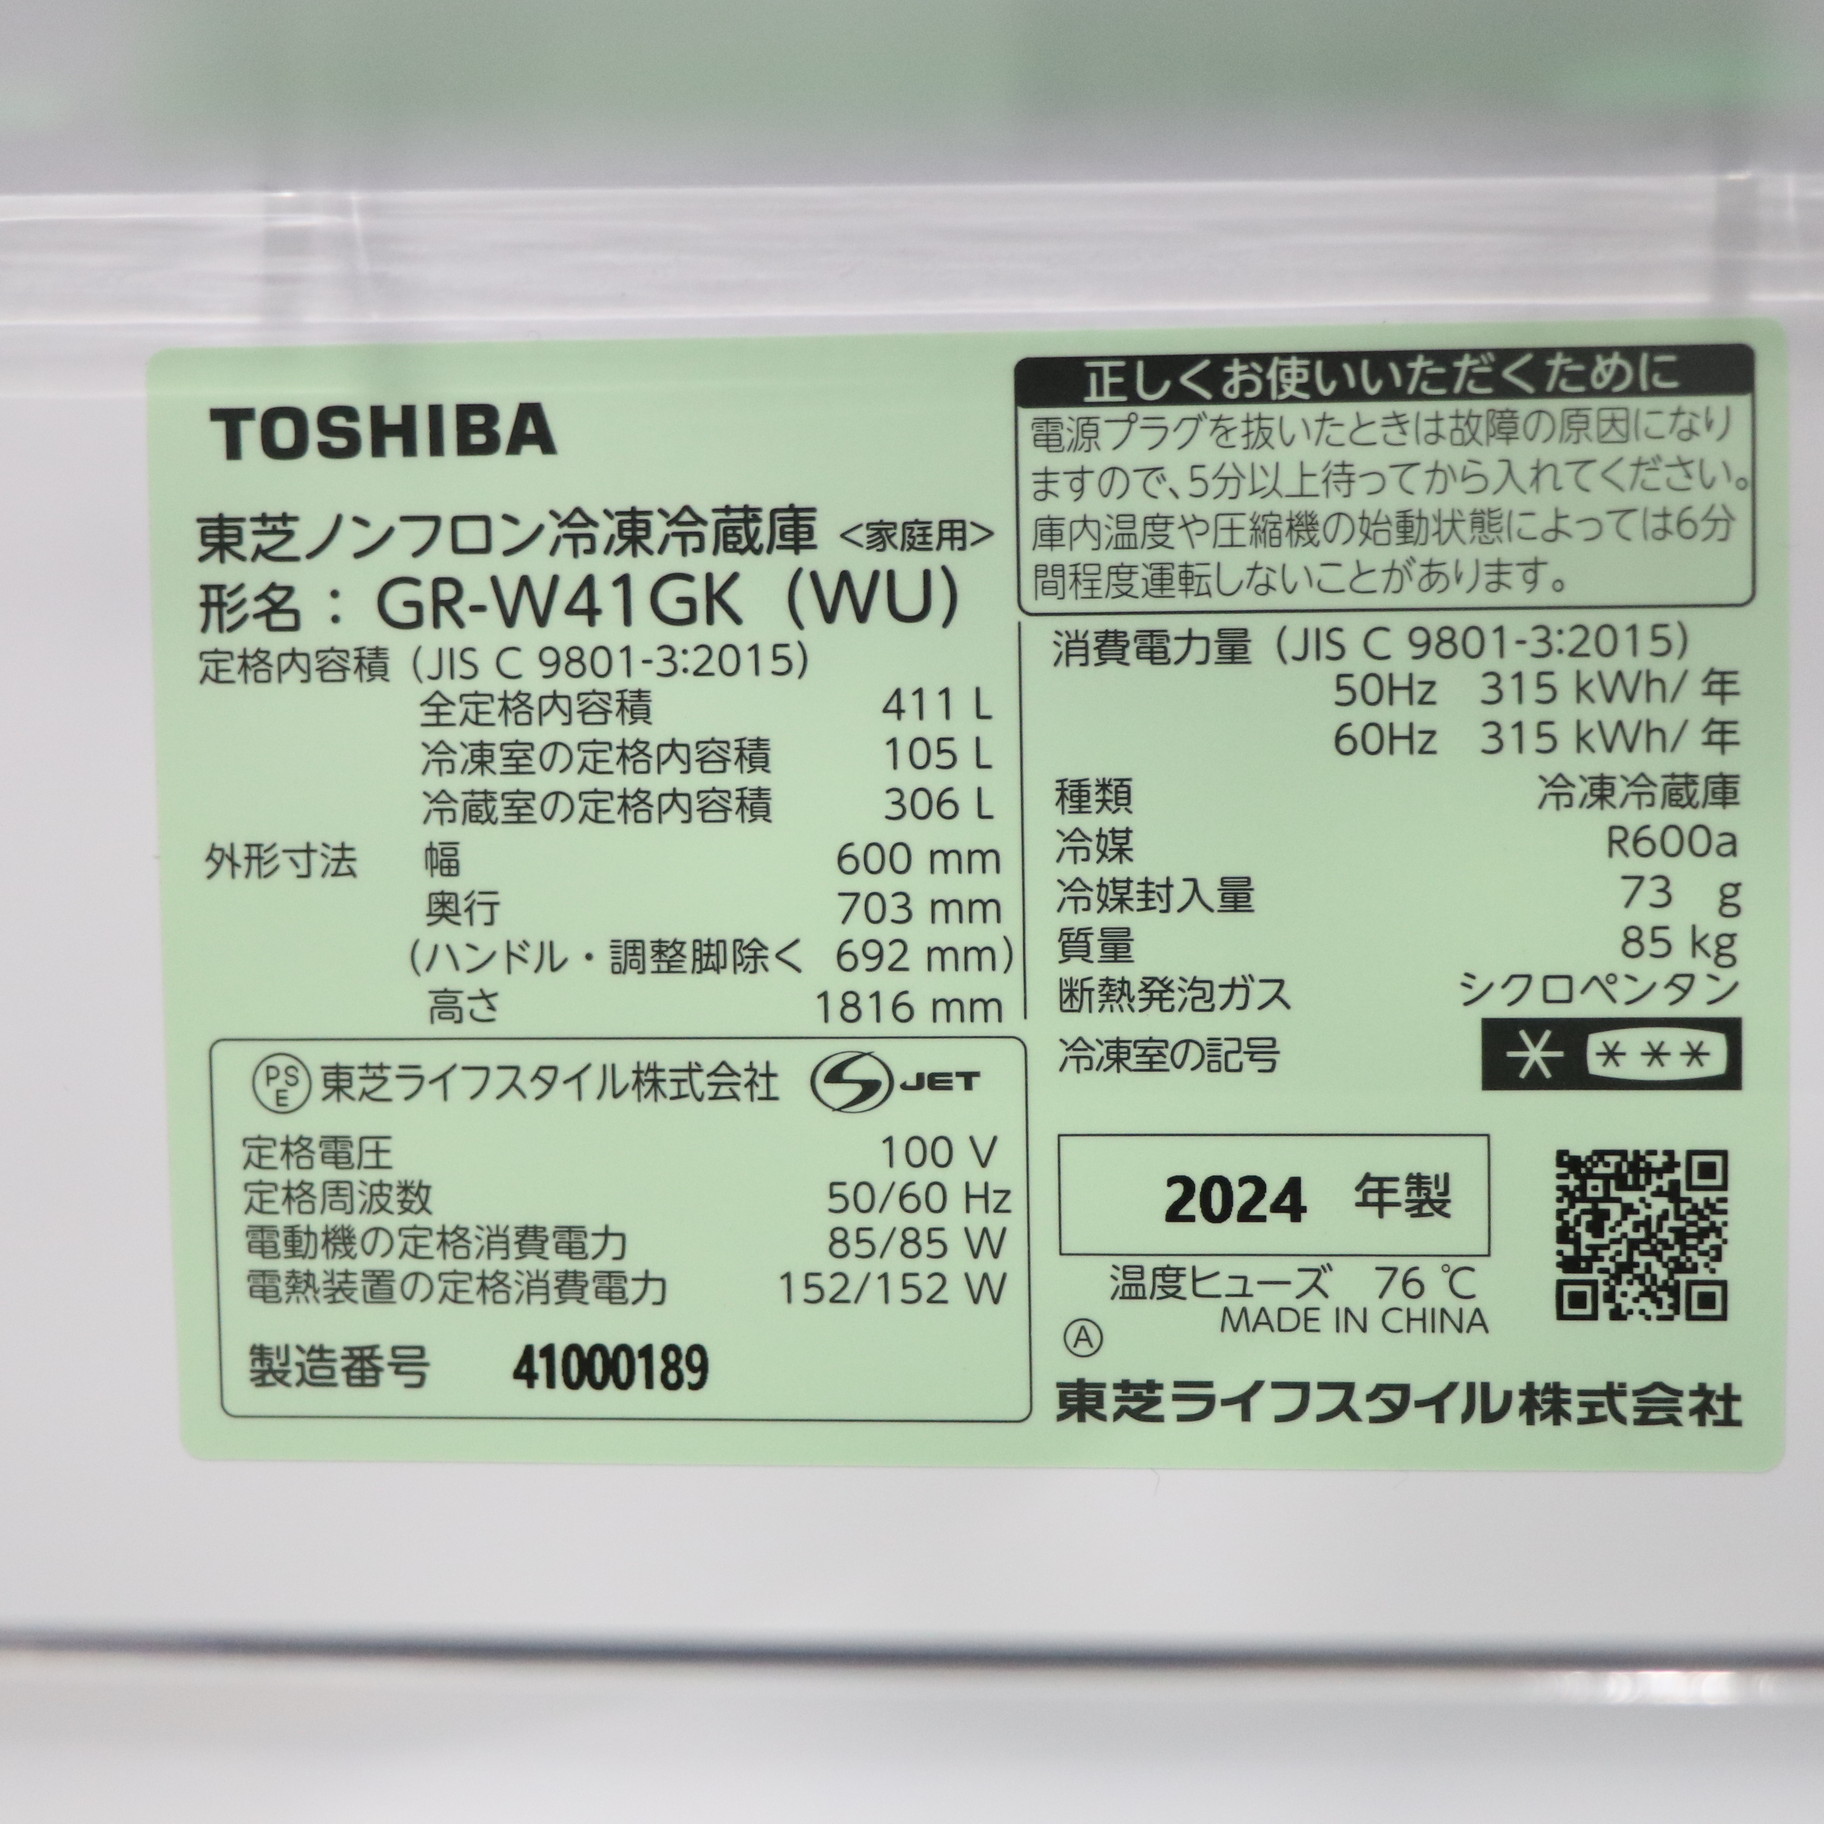 TOSHIBA
東芝ノンフロン冷凍冷蔵庫 <家庭用>
形名： GR-W41GK (WU)
定格内容積 (JIS C 9801-3:2015)
全定格内容積 411 L
冷凍室の定格内容積 105 L
冷蔵室の定格内容積 306 L
外形寸法 幅 600 mm
奥行 703 mm
(ハンドル・調整脚除く 692 mm)
高さ 1816 mm
PSE 東芝ライフスタイル株式会社 S JET
定格電圧 100 V
定格周波数 50/60 Hz
電動機の定格消費電力 85/85 W
電熱装置の定格消費電力 152/152 W
製造番号 41000189
正しくお使いいただくために
電源プラグを抜いたときは故障の原因になり
ますので、5分以上待ってから入れてください。
庫内温度や圧縮機の始動状態によっては6分
間程度運転しないことがあります。
消費電力量 (JIS C 9801-3:2015)
50Hz 315 kWh/年
60Hz 315 kWh/年
種類 冷凍冷蔵庫
冷媒 R600a
冷媒封入量 73 g
質量 85 kg
断熱発泡ガス シクロペンタン
冷凍室の記号 * ***
2024 年製
温度ヒューズ 76 ℃
MADE IN CHINA
Ⓐ
東芝ライフスタイル株式会社